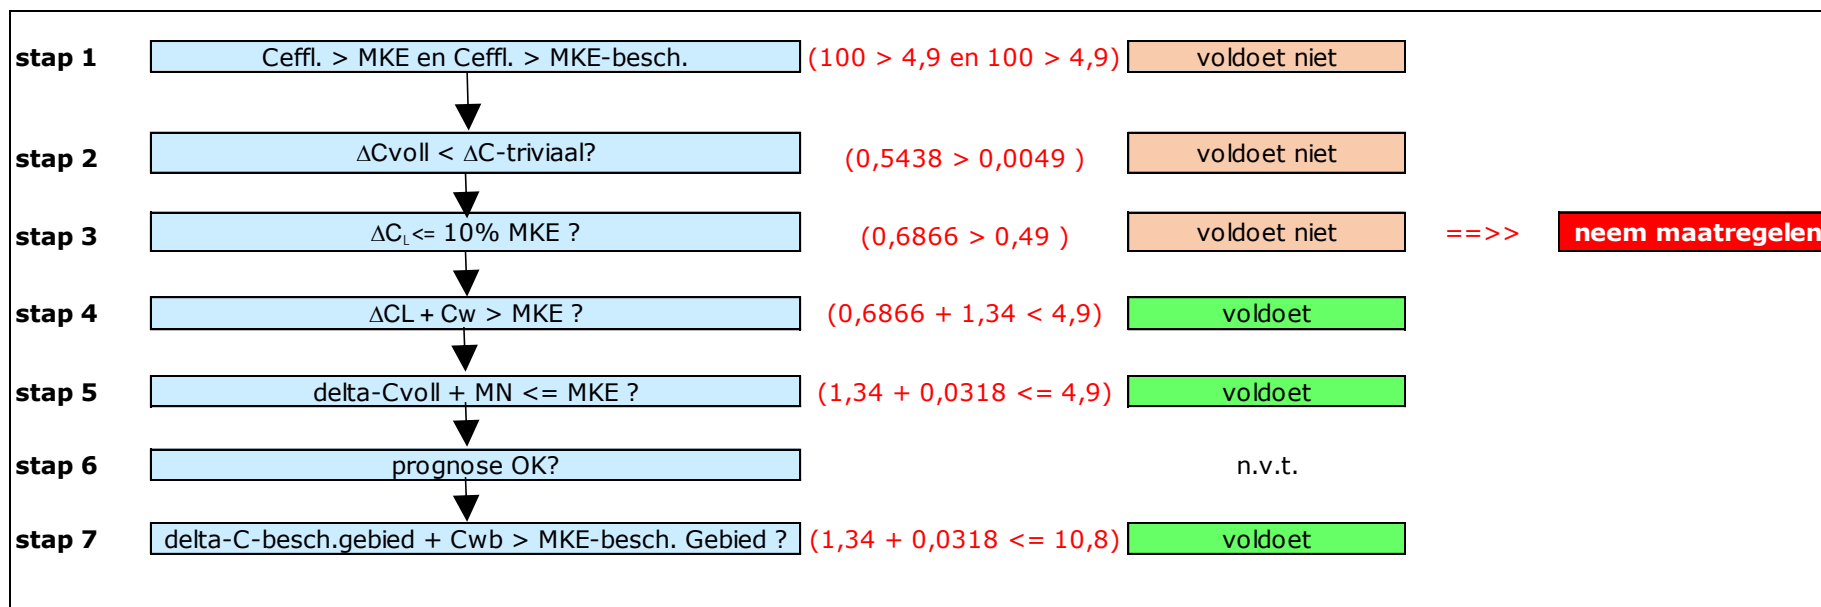 stap 1 Ceffl. > MKE en Ceffl. > MKE-besch. (100 > 4,9 en 100 > 4,9) voldoet niet
stap 2 ΔCvoll < ΔC-triviaal? (0,5438 > 0,0049 ) voldoet niet
stap 3 ΔCL <= 10% MKE ? (0,6866 > 0,49 ) voldoet niet ==>> neem maatregelen
stap 4 ΔCL + Cw > MKE ? (0,6866 + 1,34 < 4,9) voldoet
stap 5 delta-Cvoll + MN <= MKE ? (1,34 + 0,0318 <= 4,9) voldoet
stap 6 prognose OK? n.v.t.
stap 7 delta-C-besch.gebied + Cwb > MKE-besch. Gebied ? (1,34 + 0,0318 <= 10,8) voldoet